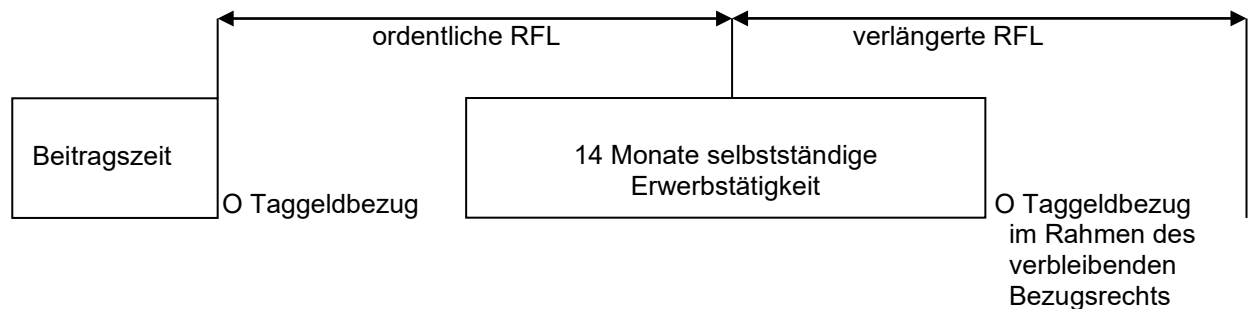 ordentliche RFL
verlängerte RFL
Beitragszeit
14 Monate selbstständige
Erwerbstätigkeit
O Taggeldbezug
O Taggeldbezug
im Rahmen des
verbleibenden
Bezugsrechts